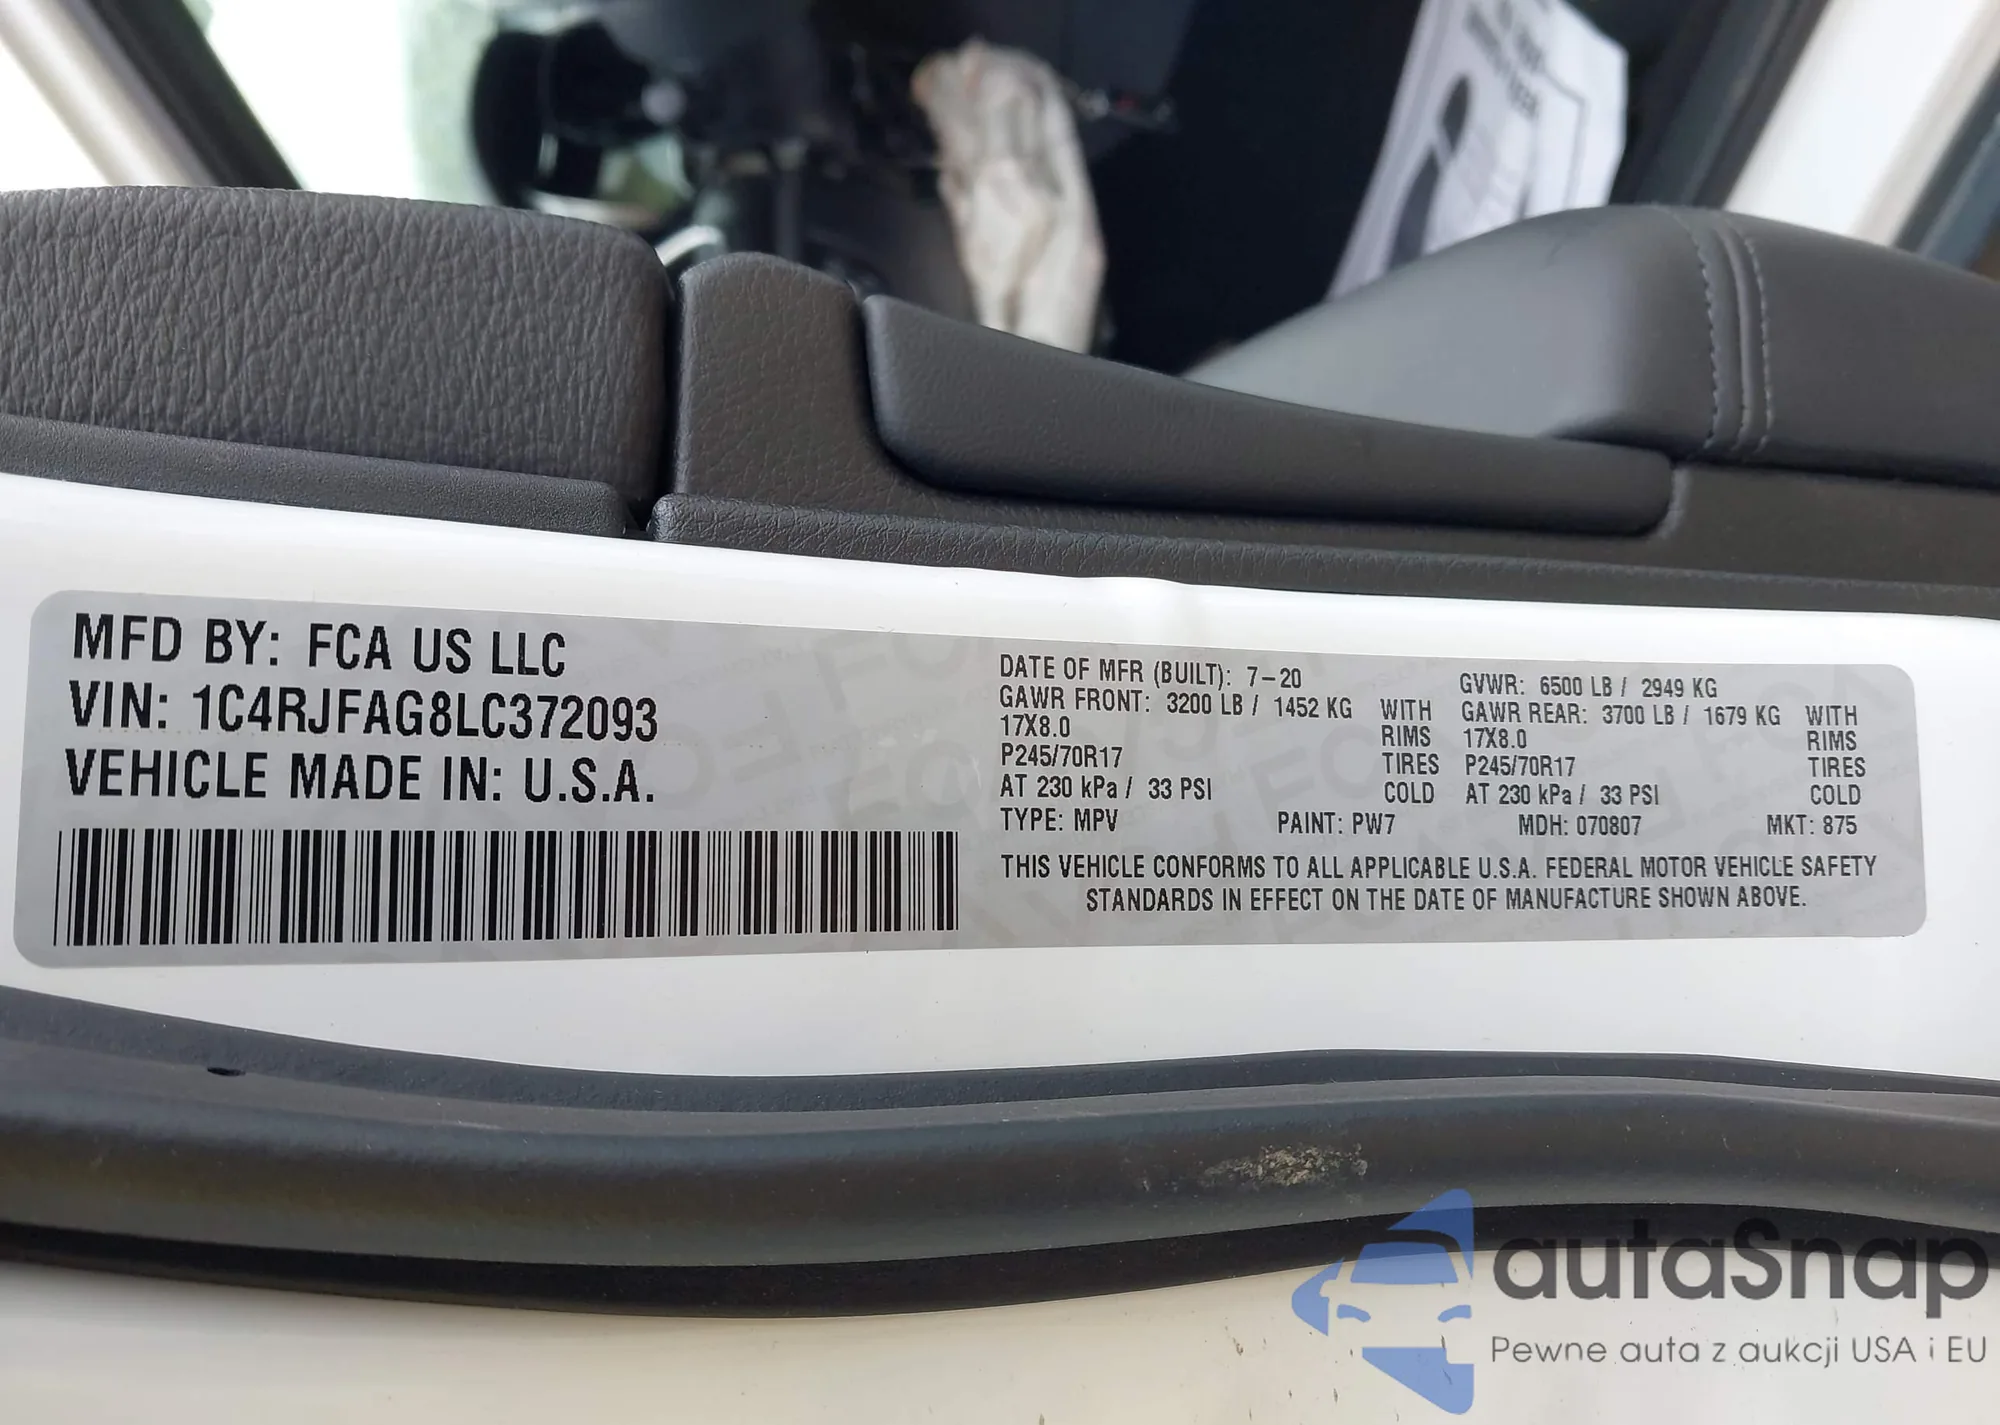 MFD BY: FCA US LLC
VIN: 1C4RJFAG8LC372093
VEHICLE MADE IN: U.S.A.
DATE OF MFR (BUILT): 7-20 GVWR: 6500 LB / 2949 KG
GAWR FRONT: 3200 LB / 1452 KG WITH GAWR REAR: 3700 LB / 1679 KG WITH
17X8.0 RIMS 17X8.0 RIMS
P245/70R17 TIRES P245/70R17 TIRES
AT 230 kPa / 33 PSI COLD AT 230 kPa / 33 PSI COLD
TYPE: MPV PAINT: PW7 MDH: 070807 MKT: 875
THIS VEHICLE CONFORMS TO ALL APPLICABLE U.S.A. FEDERAL MOTOR VEHICLE SAFETY
STANDARDS IN EFFECT ON THE DATE OF MANUFACTURE SHOWN ABOVE.
autaSnap
Pewne auta z aukcji USA i EU